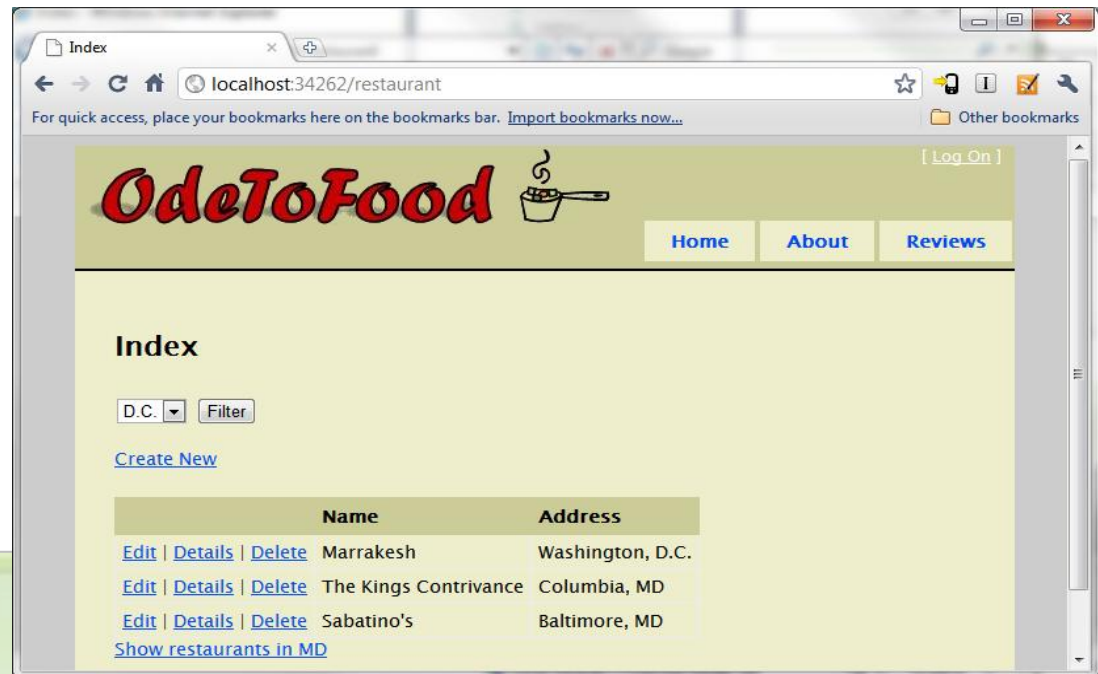 Index
localhost:34262/restaurant
For quick access, place your bookmarks here on the bookmarks bar. Import bookmarks now...
Other bookmarks
[ Log On ]
OdeToFood
Home About Reviews
Index
D.C. Filter
Create New
Name Address
Edit | Details | Delete Marrakesh Washington, D.C.
Edit | Details | Delete The Kings Contrivance Columbia, MD
Edit | Details | Delete Sabatino's Baltimore, MD
Show restaurants in MD